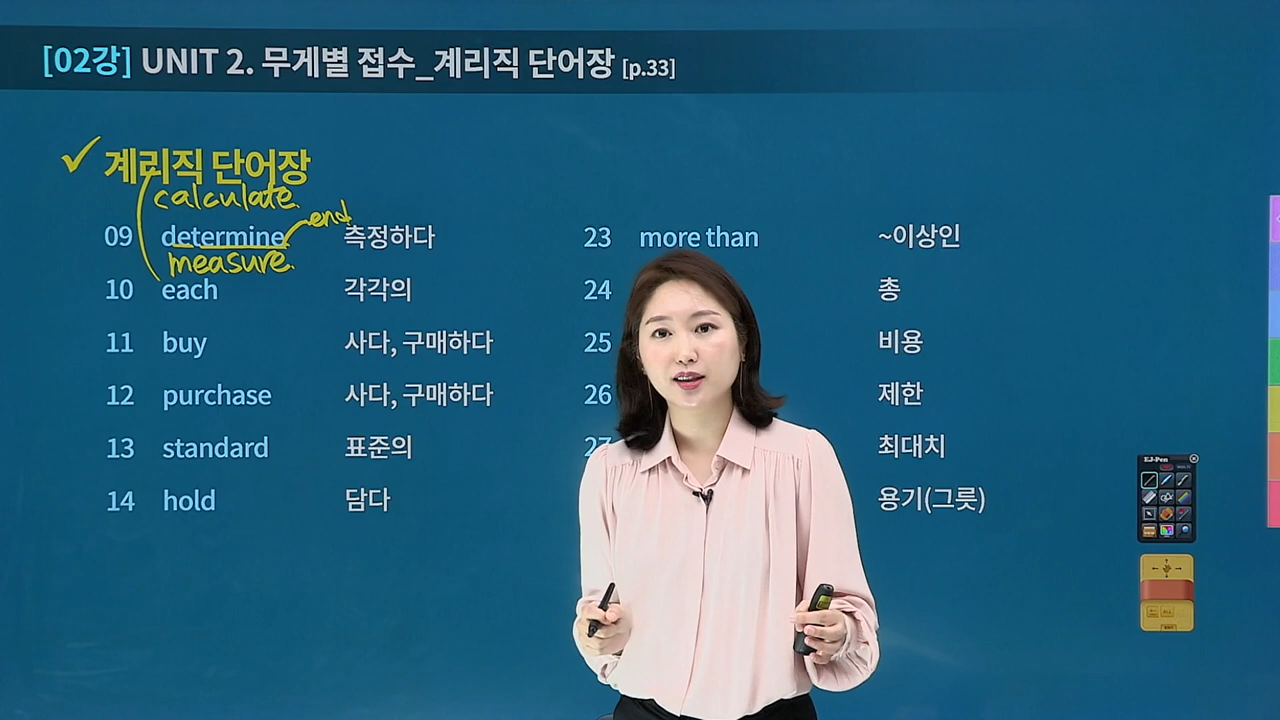 [02강] UNIT 2. 무게별 접수_계리직 단어장 [p.33]
✓ 계리직 단어장
calculate.
09 determine 측정하다
end
measure.
10 each 각각의
11 buy 사다, 구매하다
12 purchase 사다, 구매하다
13 standard 표준의
14 hold 담다
23 more than ~이상인
24 총
25 비용
26 제한
27 최대치
용기(그릇)
EJ-Pen